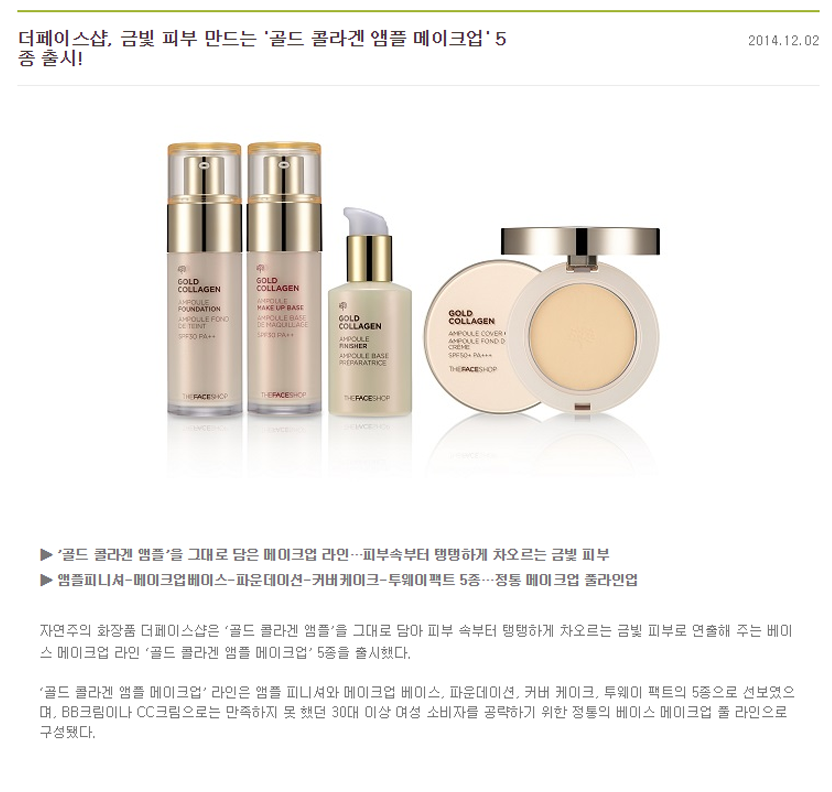 더페이스샵, 금빛 피부 만드는 '골드 콜라겐 앰플 메이크업' 5
종 출시!
2014.12.02
GOLD
COLLAGEN
AMPOULE
FOUNDATION
AMPOULE FOND
DE TEINT
SPF30 PA++
THEFACESHOP
GOLD
COLLAGEN
AMPOULE
MAKE UP BASE
AMPOULE BASE
DE MAQUILLAGE
SPF30 PA++
THEFACESHOP
GOLD
COLLAGEN
AMPOULE
FINISHER
AMPOULE BASE
PRÉPARATRICE
THEFACESHOP
GOLD
COLLAGEN
AMPOULE COVER
AMPOULE FOND D
CRÈME
SPF50+ PA+++
THEFACESHOP
▶ '골드 콜라겐 앰플'을 그대로 담은 메이크업 라인…피부속부터 탱탱하게 차오르는 금빛 피부
▶ 앰플피니셔-메이크업베이스-파운데이션-커버케이크-투웨이팩트 5종…정통 메이크업 풀라인업
자연주의 화장품 더페이스샵은 '골드 콜라겐 앰플'을 그대로 담아 피부 속부터 탱탱하게 차오르는 금빛 피부로 연출해 주는 베이
스 메이크업 라인 '골드 콜라겐 앰플 메이크업' 5종을 출시했다.
'골드 콜라겐 앰플 메이크업' 라인은 앰플 피니셔와 메이크업 베이스, 파운데이션, 커버 케이크, 투웨이 팩트의 5종으로 선보였으
며, BB크림이나 CC크림으로는 만족하지 못 했던 30대 이상 여성 소비자를 공략하기 위한 정통의 베이스 메이크업 풀 라인으로
구성됐다.